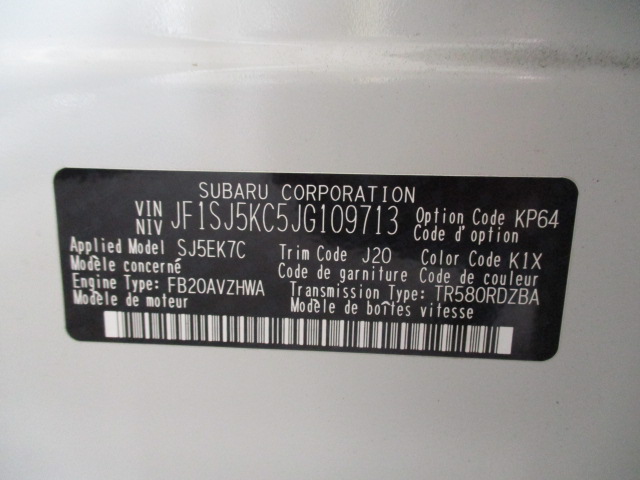 SUBARU CORPORATION
VIN
NIV JF1SJ5KC5JG109713 Option Code KP64
Code d'option
Applied Model SJ5EK7C Trim Code J20 Color Code K1X
Modèle concerné Code de garniture Code de couleur
Engine Type: FB20AVZHWA Transmission Type: TR580RDZBA
Modèle de moteur Modèle de boîtes vitesse